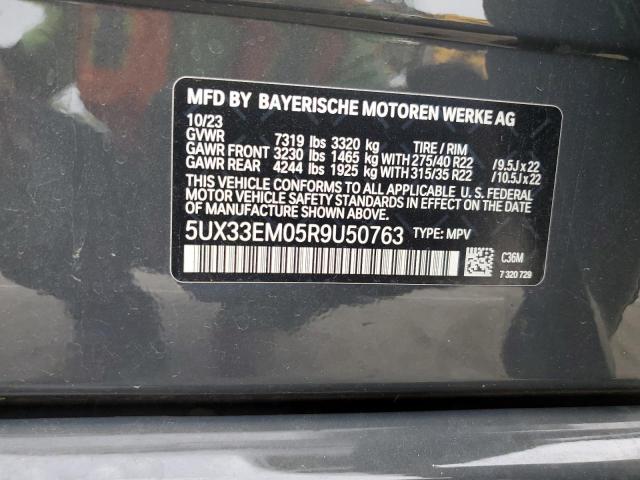 MFD BY BAYERISCHE MOTOREN WERKE AG
10/23
GVWR 7319 lbs 3320 kg TIRE / RIM
GAWR FRONT 3230 lbs 1465 kg WITH 275/40 R22 /9.5J x 22
GAWR REAR 4244 lbs 1925 kg WITH 315/35 R22 /10.5J x 22
THIS VEHICLE CONFORMS TO ALL APPLICABLE U. S. FEDERAL
MOTOR VEHICLE SAFETY STANDARDS IN EFFECT ON THE DATE
OF MANUFACTURE SHOWN ABOVE.
5UX33EM05R9U50763 TYPE: MPV
C36M
7 320 729